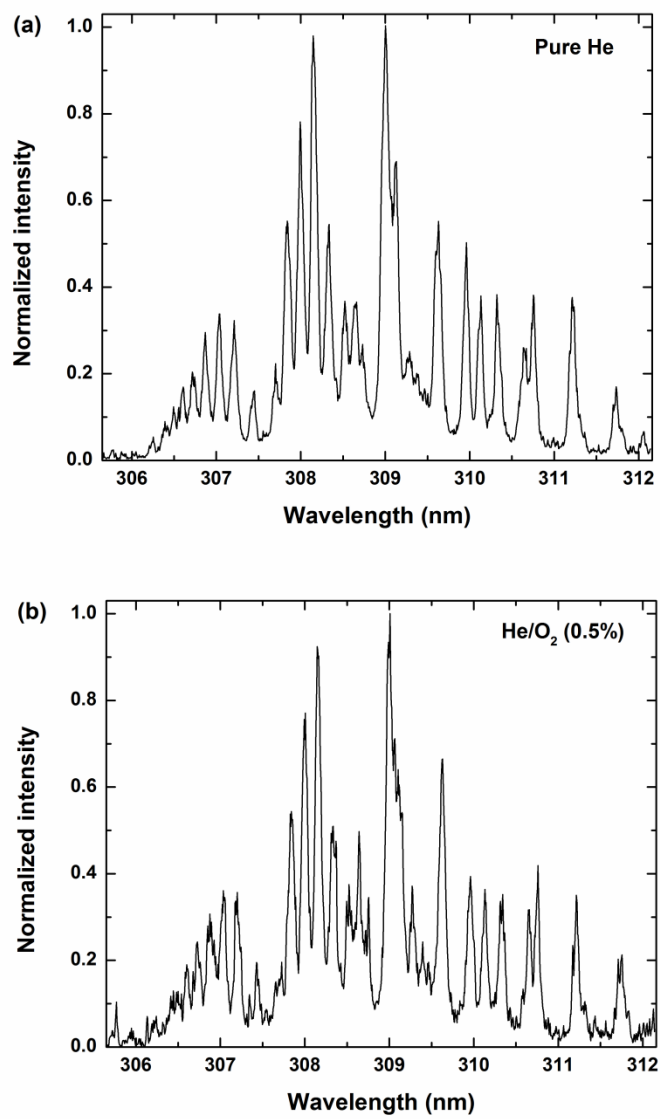 (a)
Pure He
Normalized intensity
1.0
0.8
0.6
0.4
0.2
0.0
306 307 308 309 310 311 312
Wavelength (nm)
(b)
He/O₂ (0.5%)
Normalized intensity
1.0
0.8
0.6
0.4
0.2
0.0
306 307 308 309 310 311 312
Wavelength (nm)